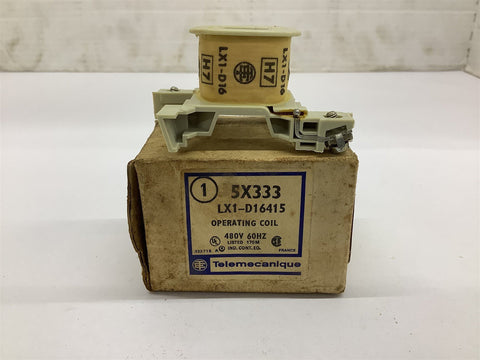 LX1-D16
H7
LX1-D16
H7
1 5X333
LX1-D16415
OPERATING COIL
480V 60HZ
LISTED 176M
IND. CONT. EQ.
FRANCE
Telemecanique